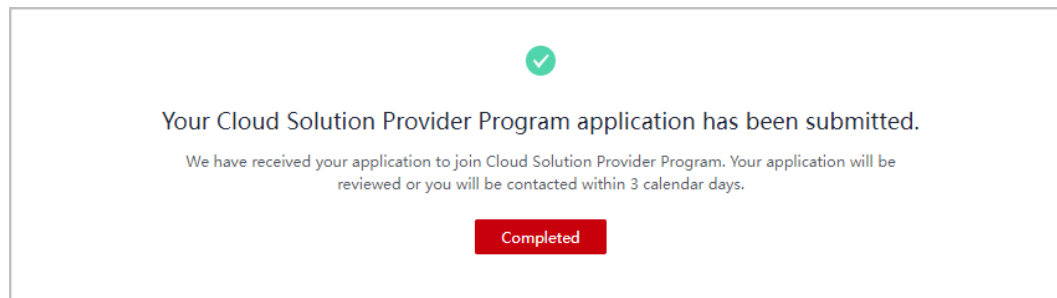 Your Cloud Solution Provider Program application has been submitted.
We have received your application to join Cloud Solution Provider Program. Your application will be
reviewed or you will be contacted within 3 calendar days.
Completed